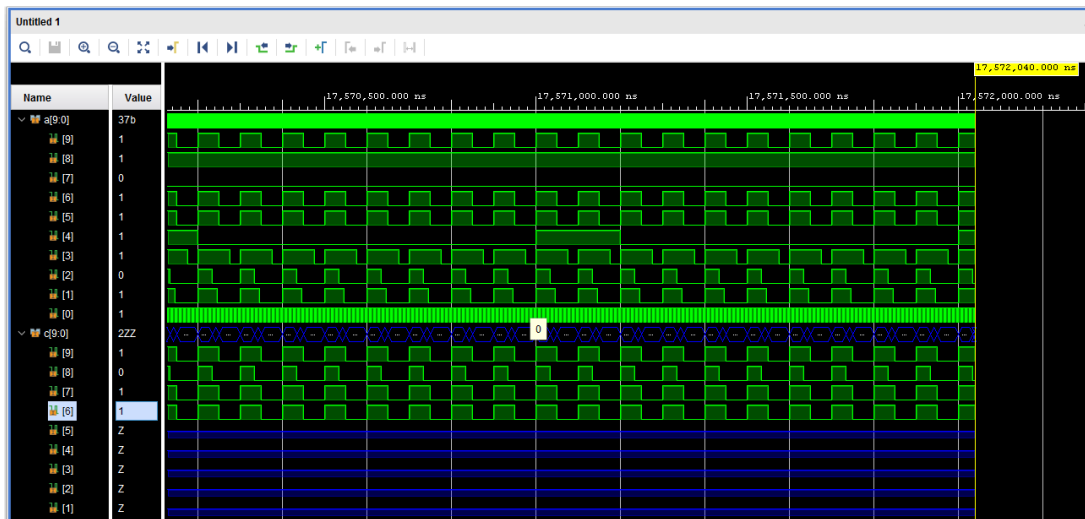 Untitled 1
17,572,040.000 ns
Name Value
17,570,500.000 ns 17,571,000.000 ns 17,571,500.000 ns 17,572,000.000 ns
a[9:0] 37b
[9] 1
[8] 1
[7] 0
[6] 1
[5] 1
[4] 1
[3] 1
[2] 0
[1] 1
[0] 1
c[9:0] 2ZZ
0
[9] 1
[8] 0
[7] 1
[6] 1
[5] Z
[4] Z
[3] Z
[2] Z
[1] Z